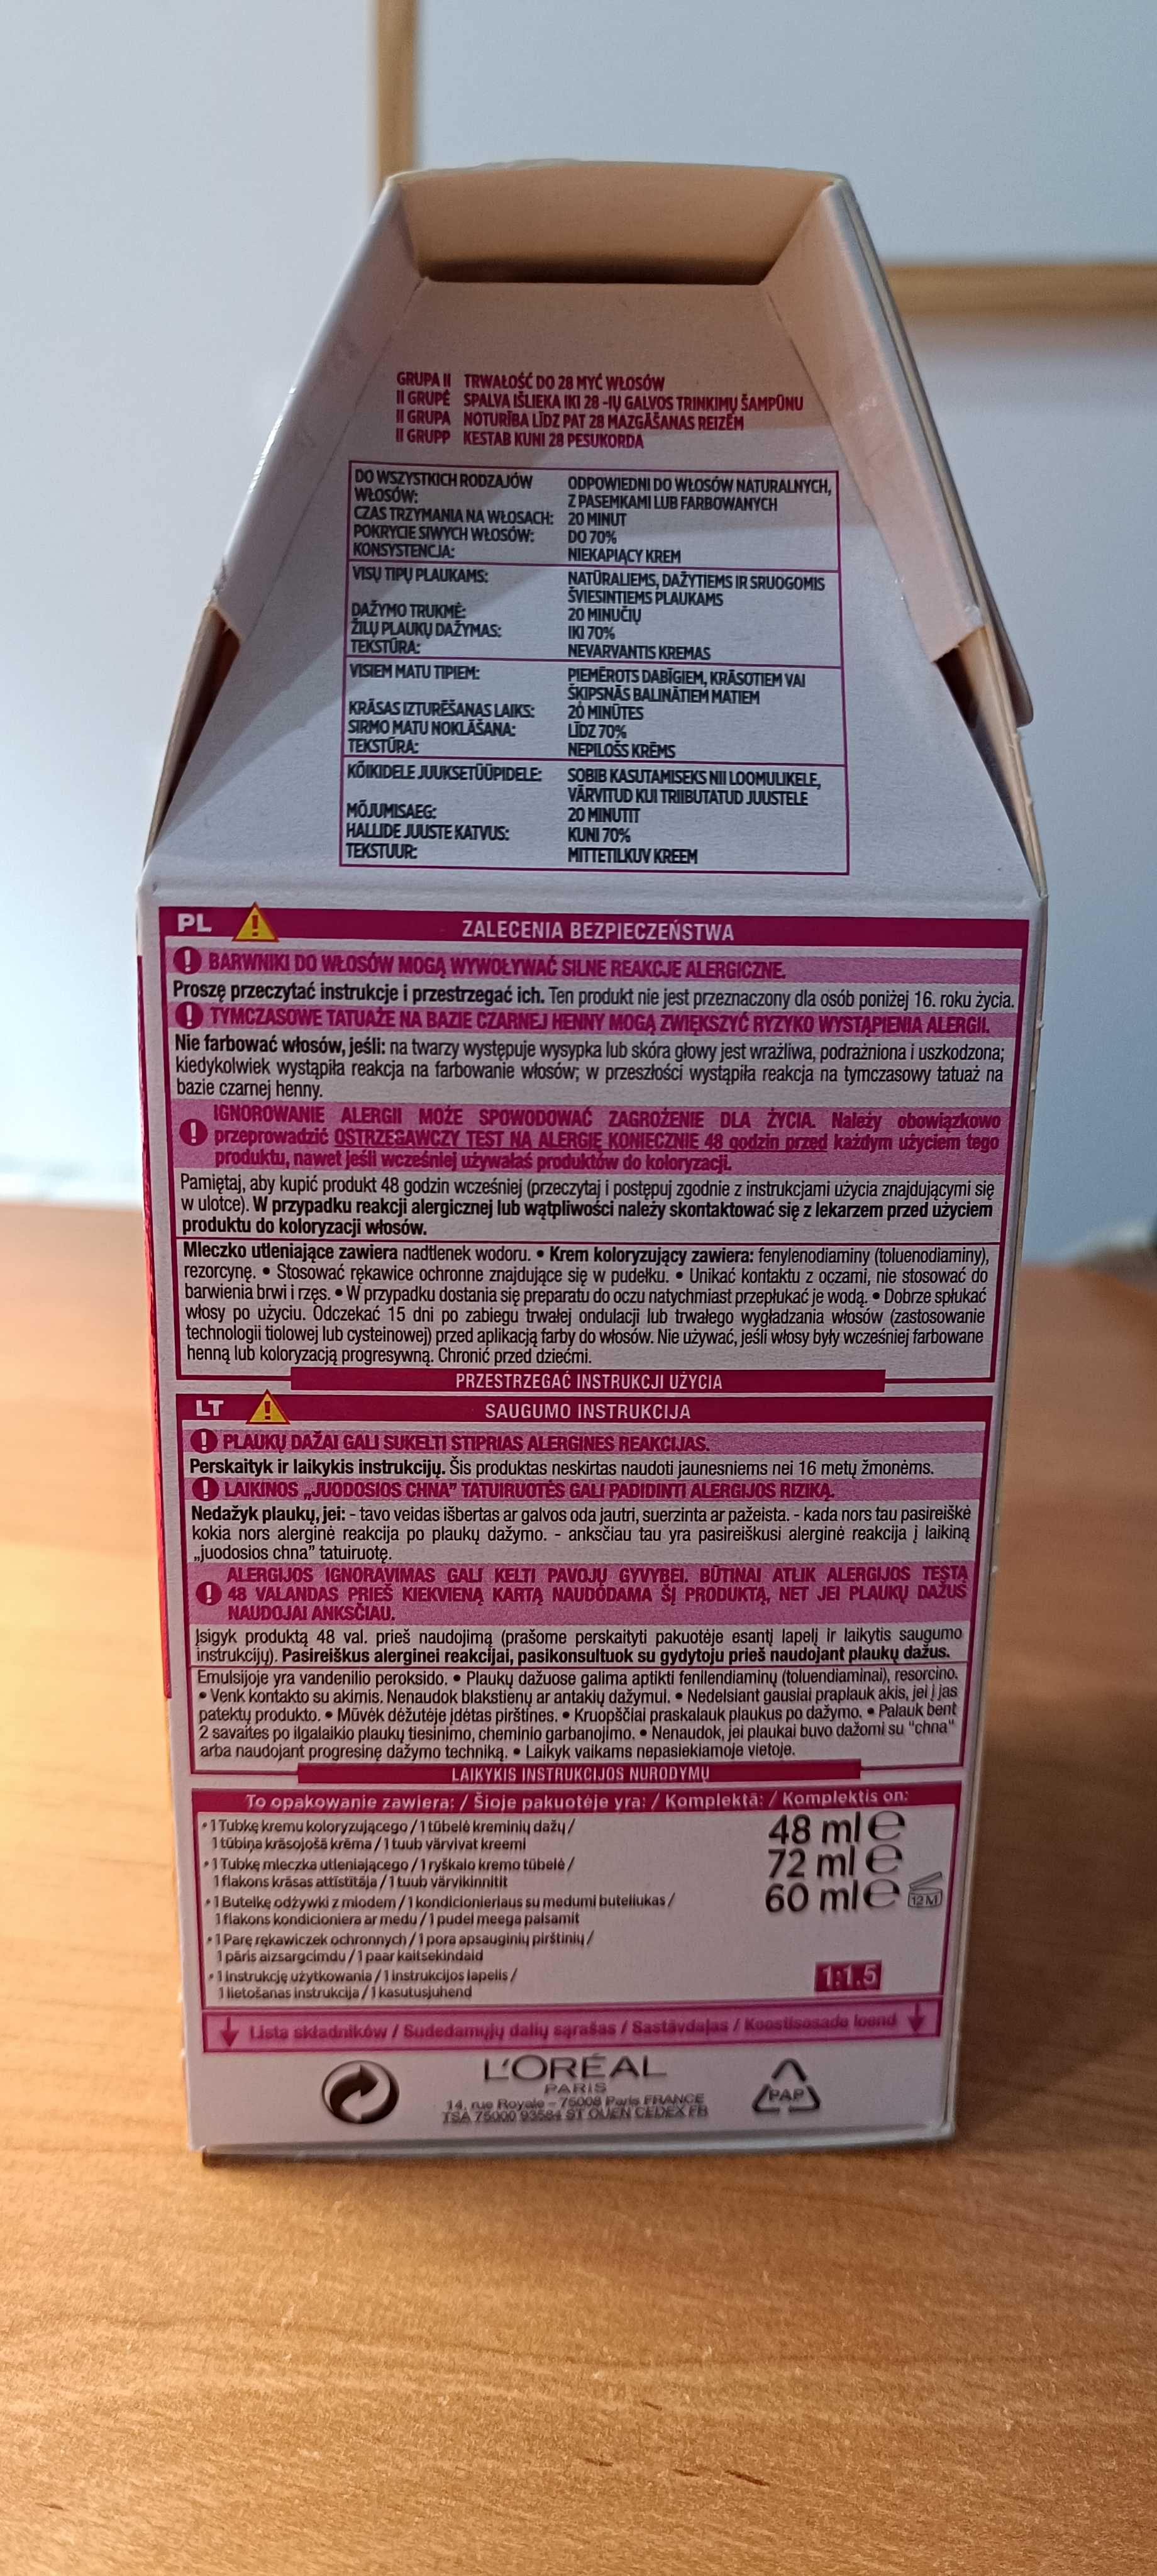 GRUPA II TRWAŁOŚĆ DO 28 MYĆ WŁOSÓW
II GRUPĖ SPALVA IŠLIEKA IKI 28 -IŲ GALVOS TRINKIMŲ ŠAMPŪNU
II GRUPA NOTURĪBA LĪDZ PAT 28 MAZGĀŠANAS REIZĒM
II GRUPP KESTAB KUNI 28 PESUKORDA
DO WSZYSTKICH RODZAJÓW ODPOWIEDNI DO WŁOSÓW NATURALNYCH,
WŁOSÓW: Z PASEMKAMI LUB FARBOWANYCH
CZAS TRZYMANIA NA WŁOSACH: 20 MINUT
POKRYCIE SIWYCH WŁOSÓW: DO 70%
KONSYSTENCJA: NIEKAPIĄCY KREM
VISŲ TIPŲ PLAUKAMS: NATŪRALIEMS, DAŽYTIEMS IR SRUOGOMIS
ŠVIESINTIEMS PLAUKAMS
DAŽYMO TRUKMĖ: 20 MINUČIŲ
ŽILŲ PLAUKŲ DAŽYMAS: IKI 70%
TEKSTŪRA: NEVARVANTIS KREMAS
VISIEM MATU TIPIEM: PIEMĒROTS DABĪGIEM, KRĀSOTIEM VAI
ŠĶIPSNĀS BALINĀTIEM MATIEM
KRĀSAS IZTURĒŠANAS LAIKS: 20 MINŪTES
SIRMO MATU NOKLĀŠANA: LĪDZ 70%
TEKSTŪRA: NEPILOŠS KRĒMS
KÕIKIDELE JUUKSETÜÜPIDELE: SOBIB KASUTAMISEKS NII LOOMULIKELE,
VÄRVITUD KUI TRIIBUTATUD JUUSTELE
MÕJUMISAEG: 20 MINUTIT
HALLIDE JUUSTE KATVUS: KUNI 70%
TEKSTUUR: MITTETILKUV KREEM
PL ZALECENIA BEZPIECZEŃSTWA
BARWNIKI DO WŁOSÓW MOGĄ WYWOŁYWAĆ SILNE REAKCJE ALERGICZNE.
Proszę przeczytać instrukcje i przestrzegać ich. Ten produkt nie jest przeznaczony dla osób poniżej 16. roku życia.
TYMCZASOWE TATUAŻE NA BAZIE CZARNEJ HENNY MOGĄ ZWIĘKSZYĆ RYZYKO WYSTĄPIENIA ALERGII.
Nie farbować włosów, jeśli: na twarzy występuje wysypka lub skóra głowy jest wrażliwa, podrażniona i uszkodzona;
kiedykolwiek wystąpiła reakcja na farbowanie włosów; w przeszłości wystąpiła reakcja na tymczasowy tatuaż na
bazie czarnej henny.
IGNOROWANIE ALERGII MOŻE SPOWODOWAĆ ZAGROŻENIE DLA ŻYCIA. Należy obowiązkowo
przeprowadzić OSTRZEGAWCZY TEST NA ALERGIĘ KONIECZNIE 48 godzin przed każdym użyciem tego
produktu, nawet jeśli wcześniej używałaś produktów do koloryzacji.
Pamiętaj, aby kupić produkt 48 godzin wcześniej (przeczytaj i postępuj zgodnie z instrukcjami użycia znajdującymi się
w ulotce). W przypadku reakcji alergicznej lub wątpliwości należy skontaktować się z lekarzem przed użyciem
produktu do koloryzacji włosów.
Mleczko utleniające zawiera nadtlenek wodoru. • Krem koloryzujący zawiera: fenylenodiaminy (toluenodiaminy),
rezorcynę. • Stosować rękawice ochronne znajdujące się w pudełku. • Unikać kontaktu z oczami, nie stosować do
barwienia brwi i rzęs. • W przypadku dostania się preparatu do oczu natychmiast przepłukać je wodą. • Dobrze spłukać
włosy po użyciu. Odczekać 15 dni po zabiegu trwałej ondulacji lub trwałego wygładzania włosów (zastosowanie
technologii tiolowej lub cysteinowej) przed aplikacją farby do włosów. Nie używać, jeśli włosy były wcześniej farbowane
henną lub koloryzacją progresywną. Chronić przed dziećmi.
PRZESTRZEGAĆ INSTRUKCJI UŻYCIA
LT SAUGUMO INSTRUKCIJA
PLAUKŲ DAŽAI GALI SUKELTI STIPRIAS ALERGINES REAKCIJAS.
Perskaityk ir laikykis instrukcijų. Šis produktas neskirtas naudoti jaunesniems nei 16 metų žmonėms.
LAIKINOS „JUODOSIOS CHNA” TATUIRUOTĖS GALI PADIDINTI ALERGIJOS RIZIKĄ.
Nedažyk plaukų, jei: - tavo veidas išbertas ar galvos oda jautri, suerzinta ar pažeista. - kada nors tau pasireiškė
kokia nors alerginė reakcija po plaukų dažymo. - anksčiau tau yra pasireiškusi alerginė reakcija į laikiną
„juodosios chna” tatuiruotę.
ALERGIJOS IGNORAVIMAS GALI KELTI PAVOJŲ GYVYBEI. BŪTINAI ATLIK ALERGIJOS TESTĄ
48 VALANDAS PRIEŠ KIEKVIENĄ KARTĄ NAUDODAMA ŠĮ PRODUKTĄ, NET JEI PLAUKŲ DAŽUS
NAUDOJAI ANKSČIAU.
Įsigyk produktą 48 val. prieš naudojimą (prašome perskaityti pakuotėje esantį lapelį ir laikytis saugumo
instrukcijų). Pasireiškus alerginei reakcijai, pasikonsultuok su gydytoju prieš naudojant plaukų dažus.
Emulsijoje yra vandenilio peroksido. • Plaukų dažuose galima aptikti fenilendiaminų (toluendiaminai), resorcino.
• Venk kontakto su akimis. Nenaudok blakstienų ar antakių dažymui. • Nedelsiant gausiai praplauk akis, jei į jas
patektų produkto. • Mūvėk dėžutėje įdėtas pirštines. • Kruopščiai praskalauk plaukus po dažymo. • Palauk bent
2 savaites po ilgalaikio plaukų tiesinimo, cheminio garbanojimo. • Nenaudok, jei plaukai buvo dažomi su "chna"
arba naudojant progresinę dažymo techniką. • Laikyk vaikams nepasiekiamoje vietoje.
LAIKYKIS INSTRUKCIJOS NURODYMŲ
To opakowanie zawiera: / Šioje pakuotėje yra: / Komplektā: / Komplektis on:
• 1 Tubkę kremu koloryzującego / 1 tūbelė kreminių dažų /
1 tūbiņa krāsojošā krēma / 1 tuub värvivat kreemi
48 ml e
• 1 Tubkę mleczka utleniającego / 1 ryškalo kremo tūbelė /
1 flakons krāsas attīstītāja / 1 tuub värvikinnitit
72 ml e
• 1 Butelkę odżywki z miodem / 1 kondicionieriaus su medumi buteliukas /
1 flakons kondicioniera ar medu / 1 pudel meega palsamit
60 ml e 12 M
• 1 Parę rękawiczek ochronnych / 1 pora apsauginių pirštinių /
1 pāris aizsargcimdu / 1 paar kaitsekindaid
• 1 Instrukcję użytkowania / 1 instrukcijos lapelis /
1 lietošanas instrukcija / 1 kasutusjuhend
1:1.5
Lista składników / Sudedamųjų dalių sąrašas / Sastāvdaļas / Koostisosade loend
L'ORÉAL
PARIS
14, rue Royale - 75008 Paris FRANCE
TSA 75000 93584 ST OUEN CEDEX FR
PAP